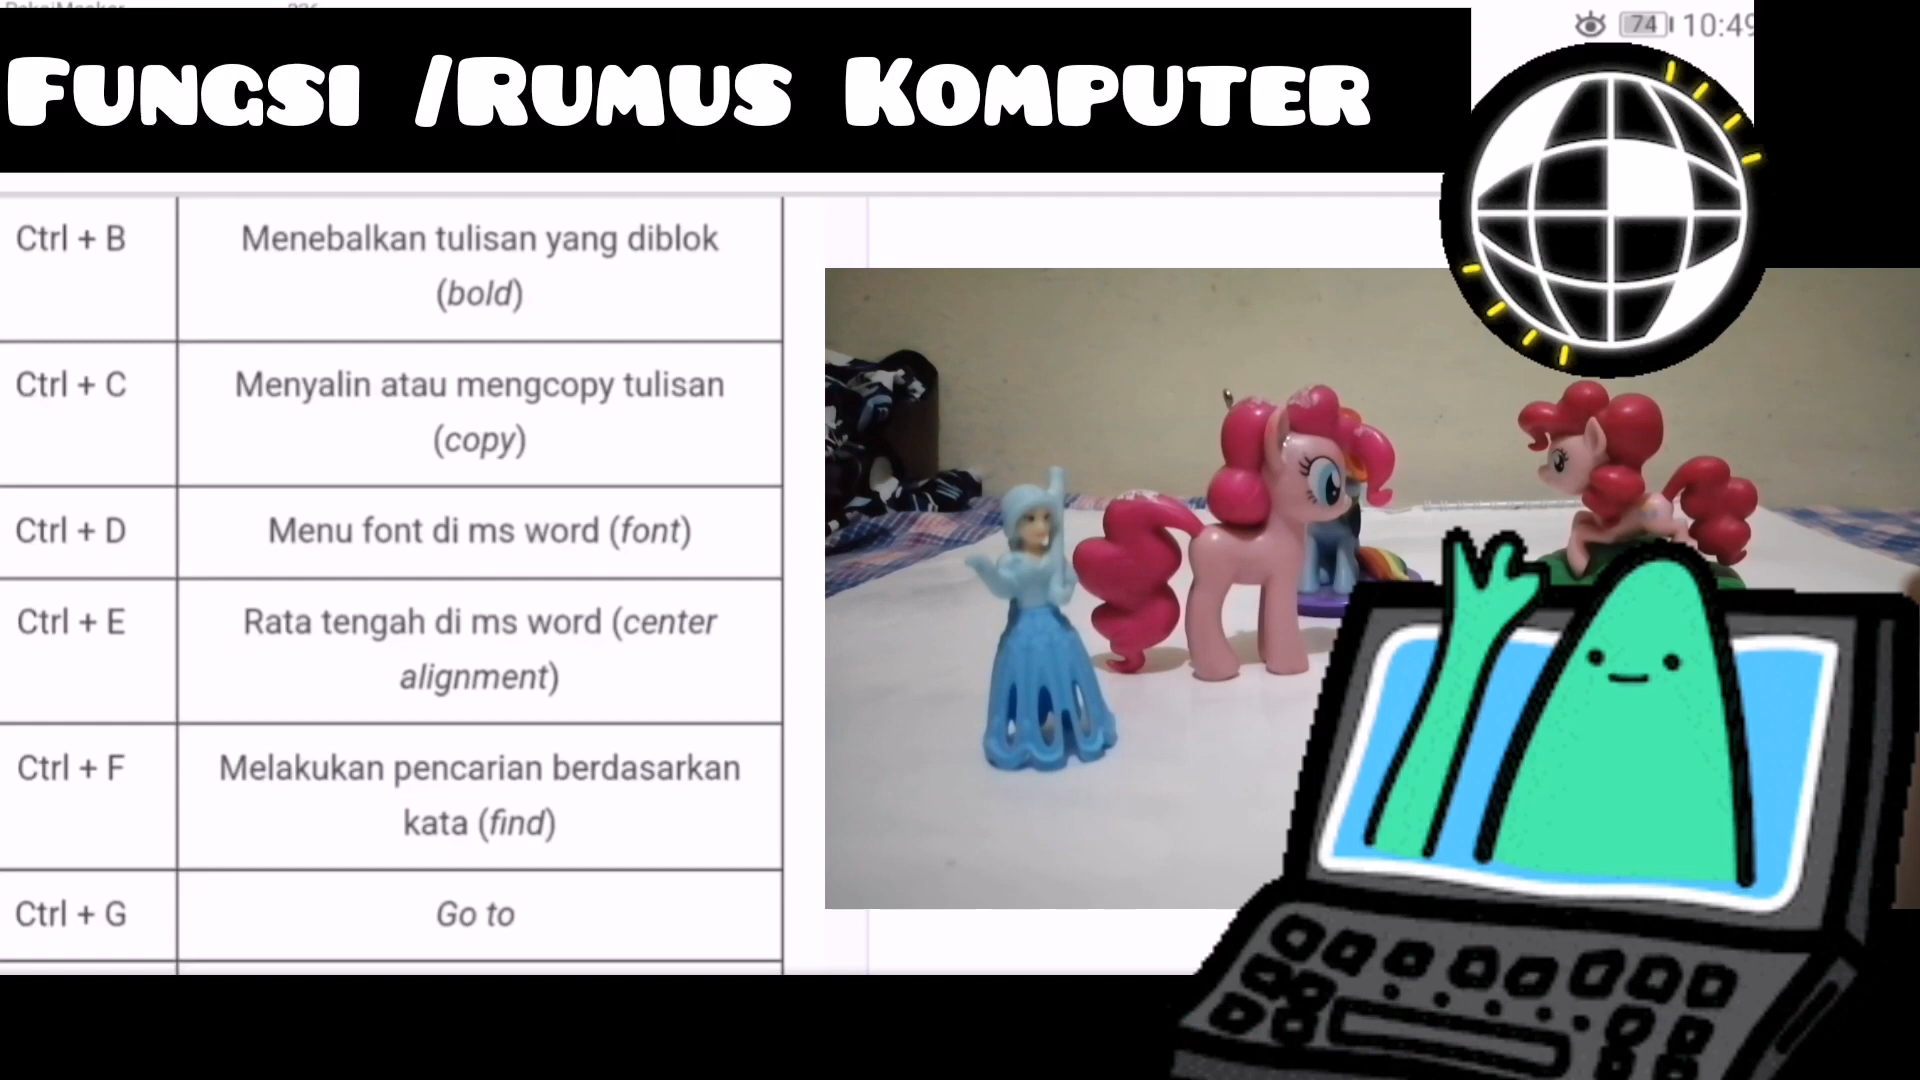 74 10:49
FUNGSI /RUMUS KOMPUTER
Ctrl + B
Menebalkan tulisan yang diblok
(bold)
Ctrl + C
Menyalin atau mengcopy tulisan
(copy)
Ctrl + D
Menu font di ms word (font)
Ctrl + E
Rata tengah di ms word (center
alignment)
Ctrl + F
Melakukan pencarian berdasarkan
kata (find)
Ctrl + G
Go to